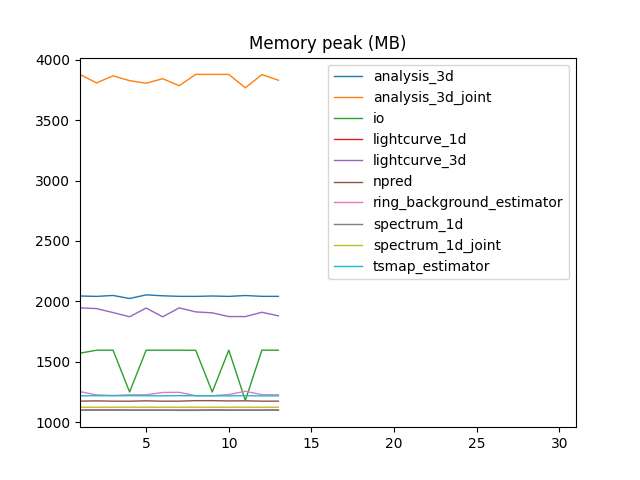 Memory peak (MB)
4000
3500
3000
2500
2000
1500
1000
5
10
15
20
25
30
analysis_3d
analysis_3d_joint
io
lightcurve_1d
lightcurve_3d
npred
ring_background_estimator
spectrum_1d
spectrum_1d_joint
tsmap_estimator